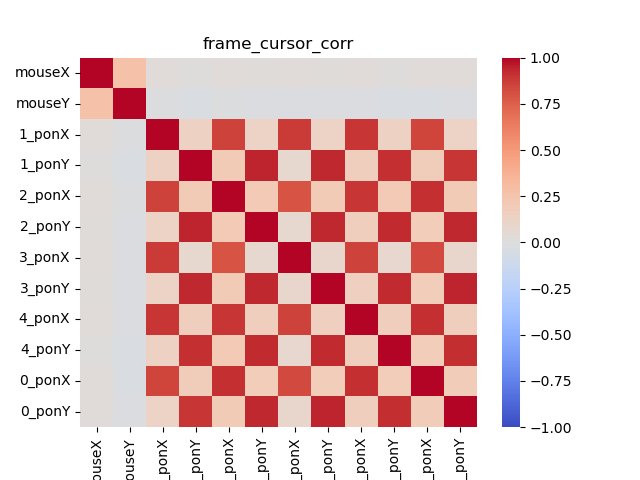 frame_cursor_corr
mouseX
mouseY
1_ponX
1_ponY
2_ponX
2_ponY
3_ponX
3_ponY
4_ponX
4_ponY
0_ponX
0_ponY
1.00
0.75
0.50
0.25
0.00
−0.25
−0.50
−0.75
−1.00
ouseX
ouseY
_ponX
_ponY
_ponX
_ponY
_ponX
_ponY
_ponX
_ponY
_ponX
_ponY